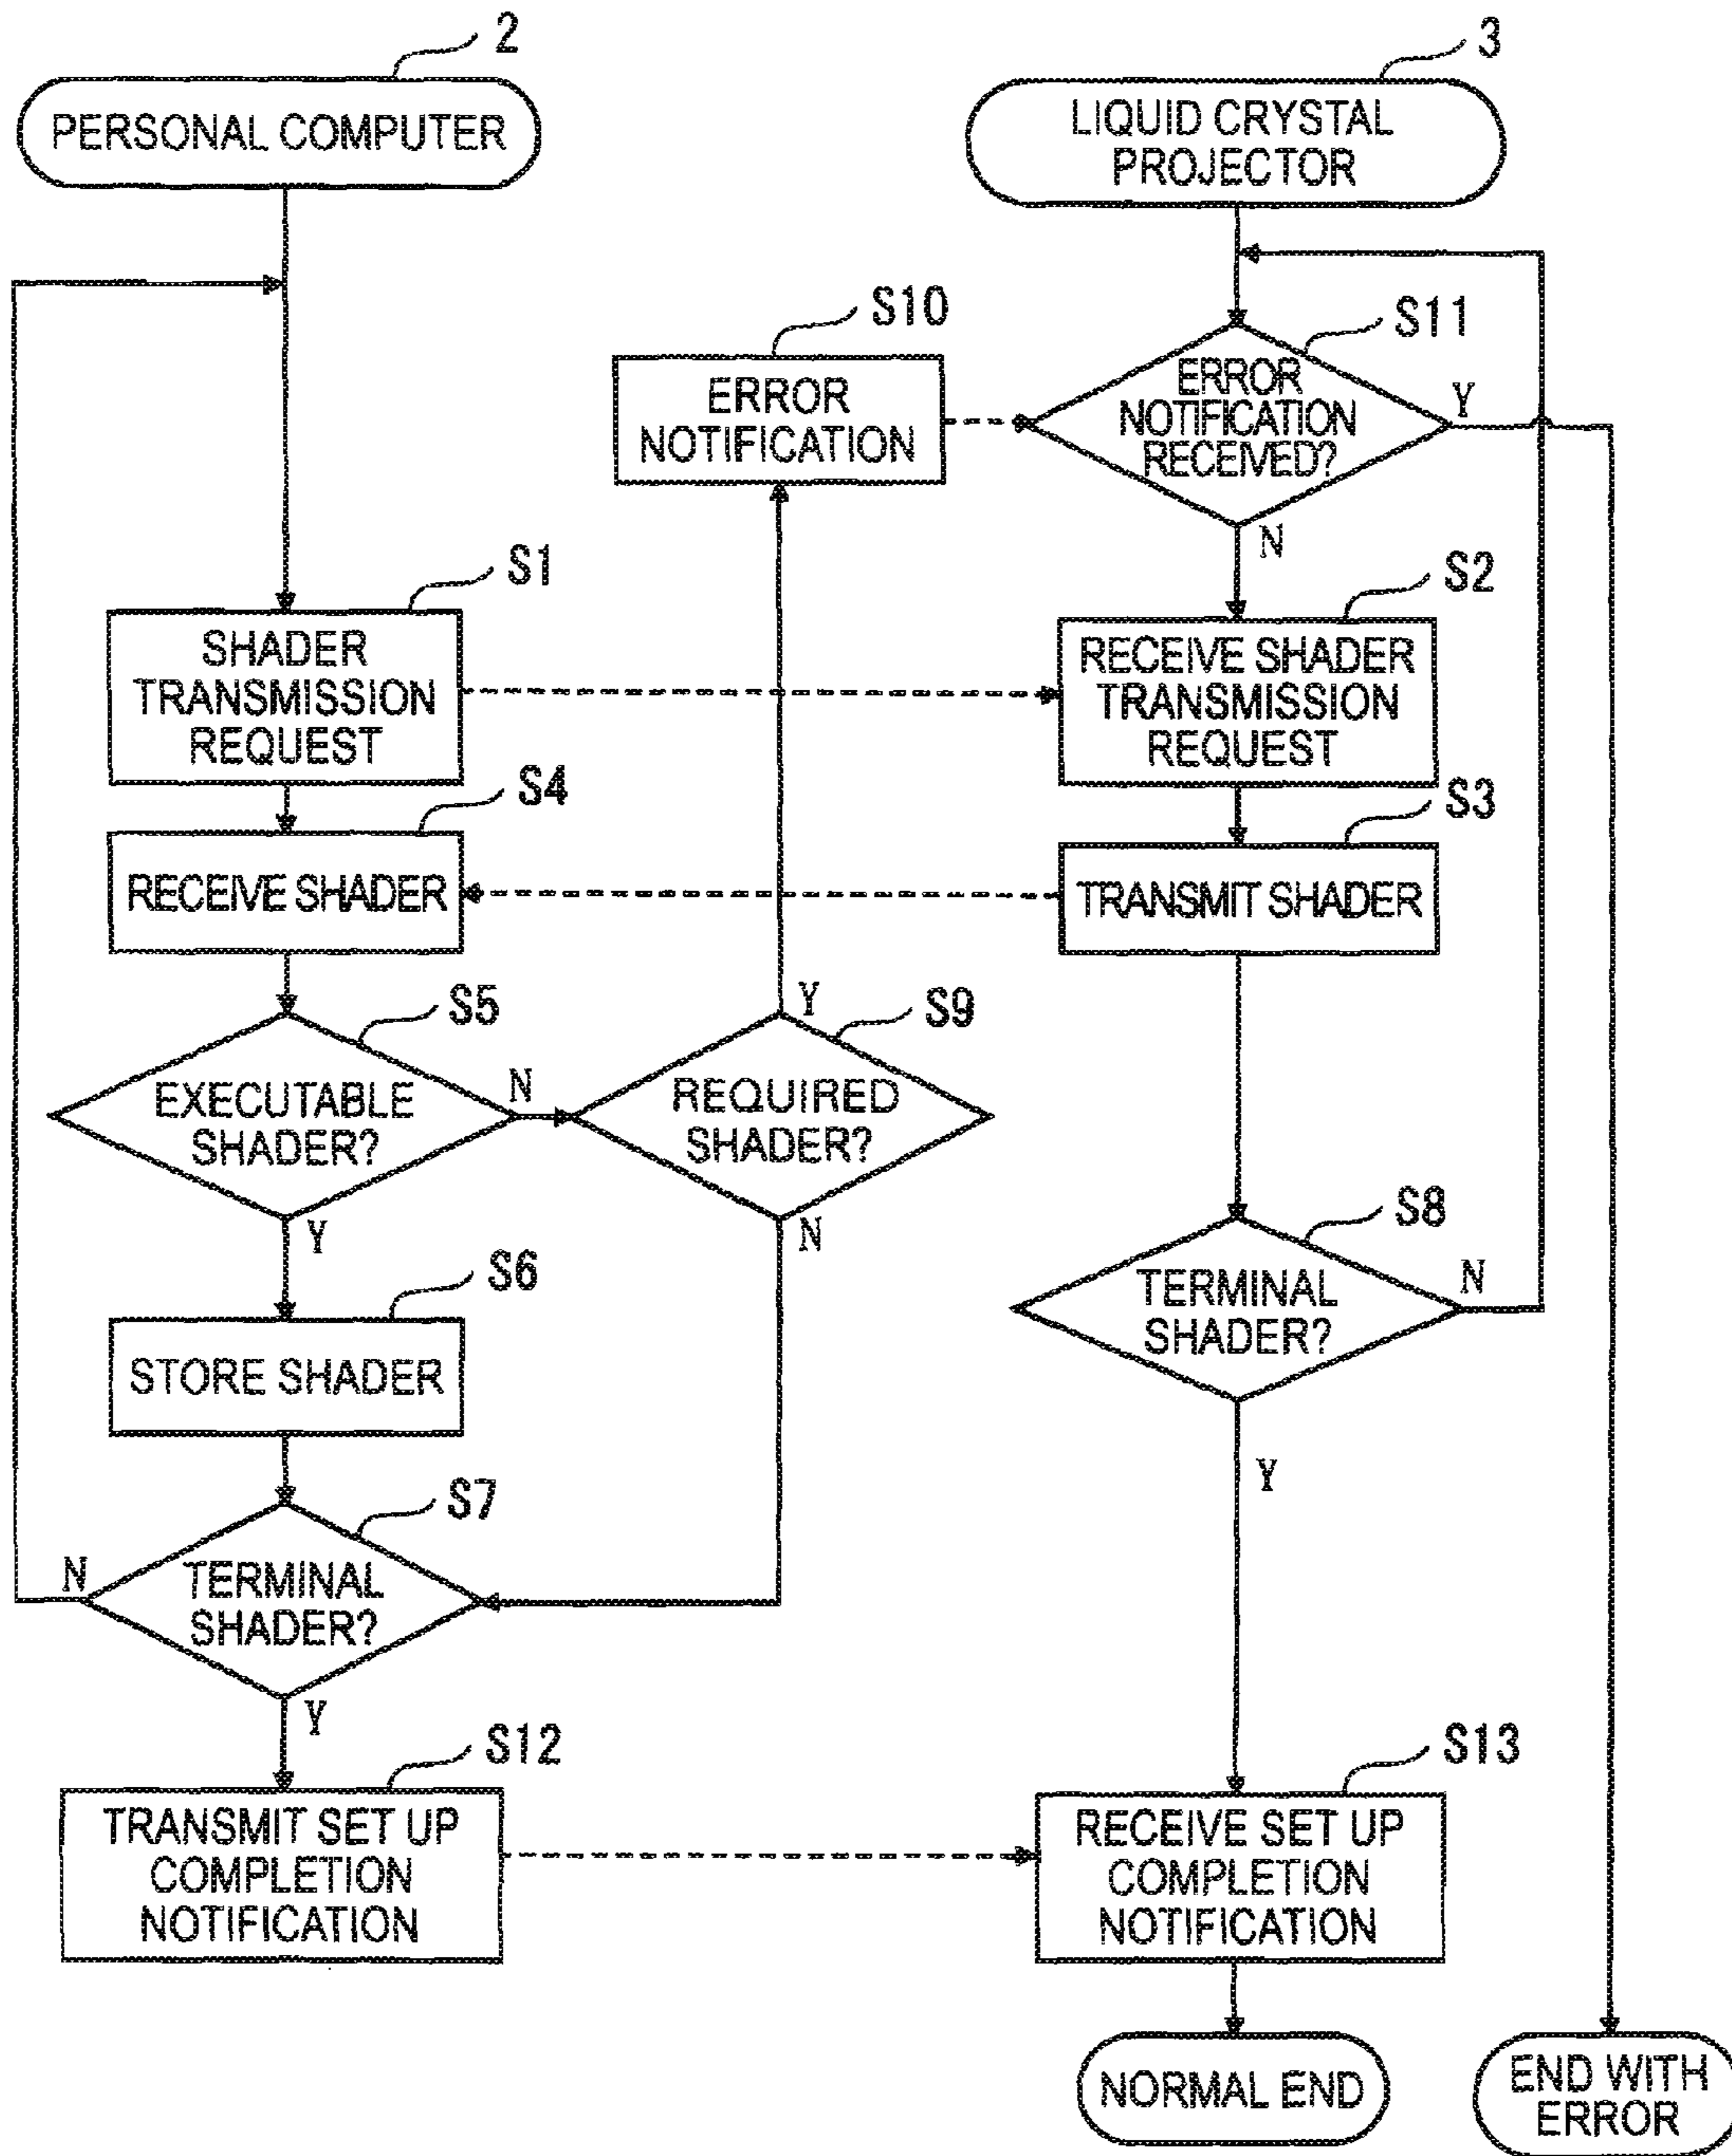 2
PERSONAL COMPUTER
3
LIQUID CRYSTAL
PROJECTOR
S10
ERROR
NOTIFICATION
S11
ERROR
NOTIFICATION
RECEIVED?
Y
N
S1
SHADER
TRANSMISSION
REQUEST
S2
RECEIVE SHADER
TRANSMISSION
REQUEST
S4
RECEIVE SHADER
S3
TRANSMIT SHADER
S5
EXECUTABLE
SHADER?
N
Y
S9
REQUIRED
SHADER?
Y
N
S6
STORE SHADER
S8
TERMINAL
SHADER?
N
Y
S7
TERMINAL
SHADER?
N
Y
S12
TRANSMIT SET UP
COMPLETION
NOTIFICATION
S13
RECEIVE SET UP
COMPLETION
NOTIFICATION
NORMAL END
END WITH
ERROR